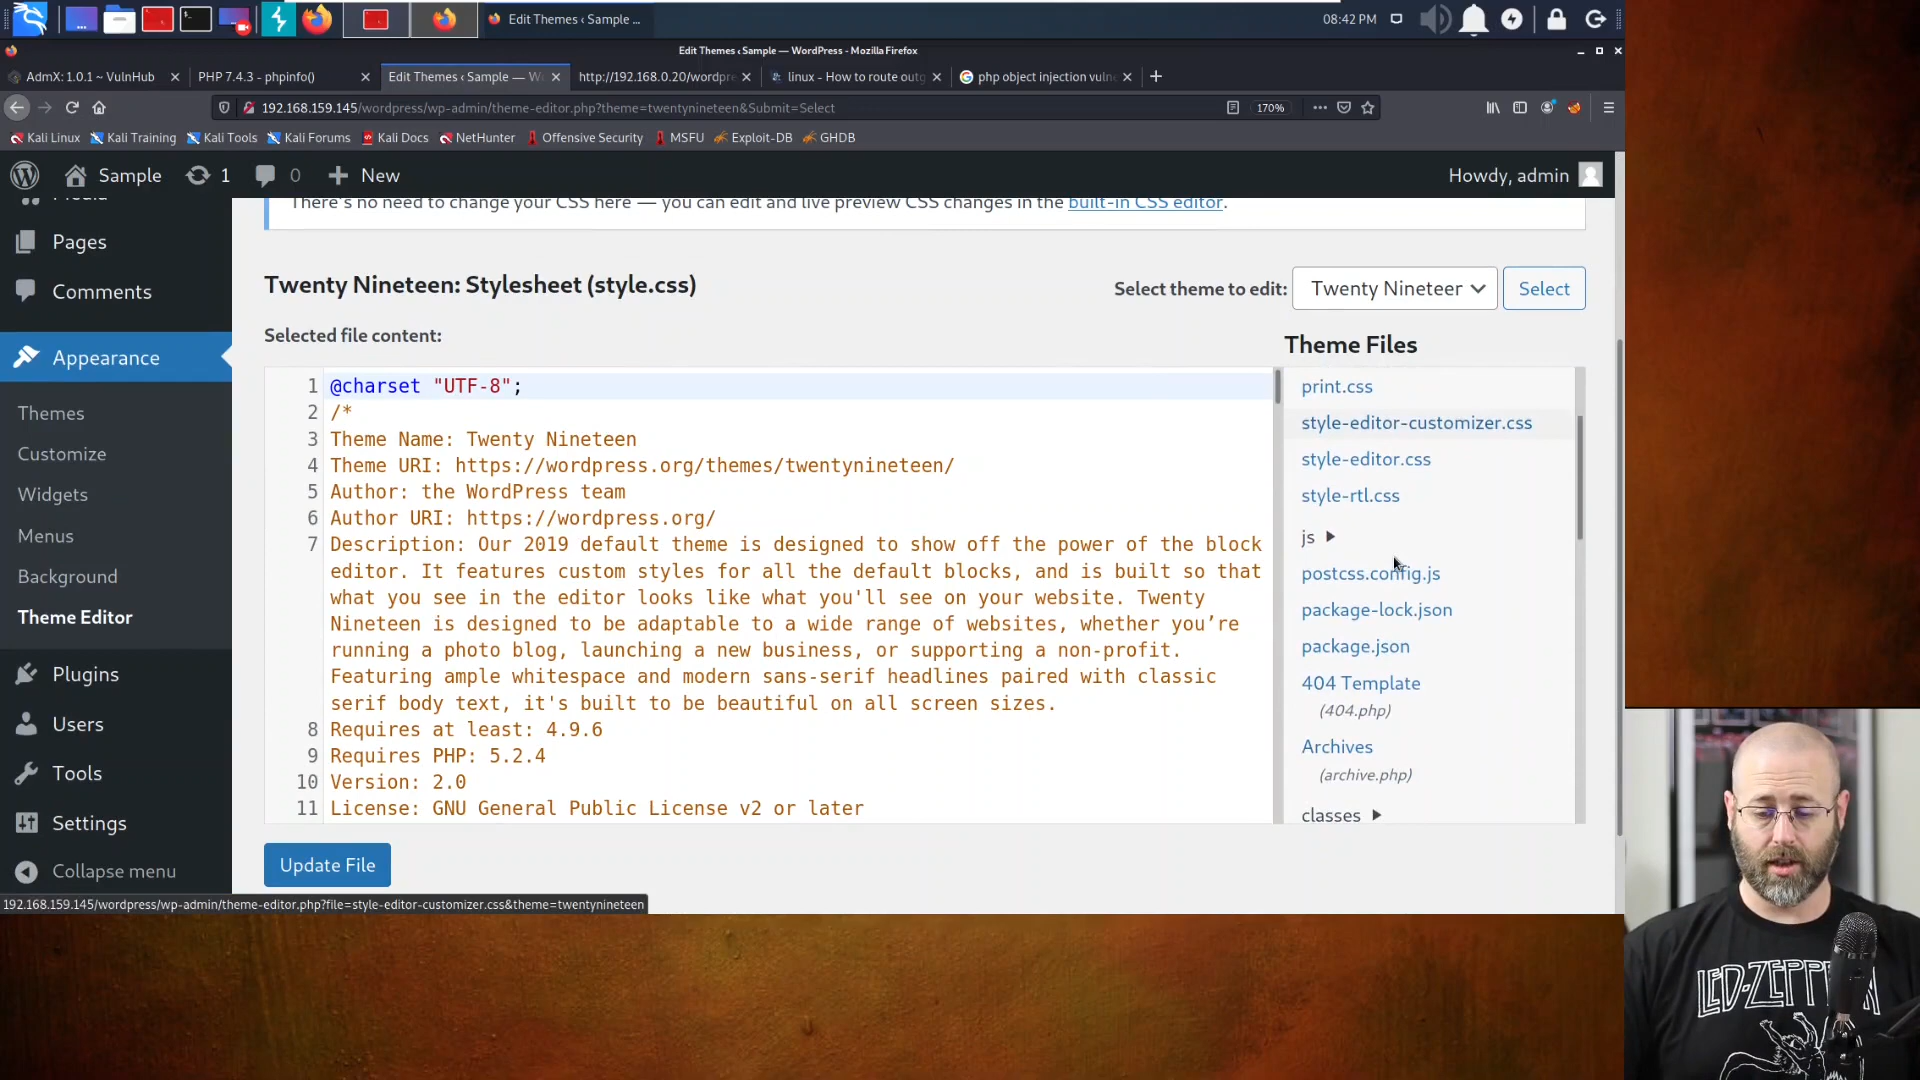 Edit Themes ‹ Sample ...
08:42 PM
Edit Themes ‹ Sample — WordPress - Mozilla Firefox
AdmX: 1.0.1 ~ VulnHub
PHP 7.4.3 - phpinfo()
Edit Themes ‹ Sample — W
http://192.168.0.20/wordpre
linux - How to route outg
php object injection vuln
192.168.159.145/wordpress/wp-admin/theme-editor.php?theme=twentynineteen&Submit=Select
170%
Kali Linux
Kali Training
Kali Tools
Kali Forums
Kali Docs
NetHunter
Offensive Security
MSFU
Exploit-DB
GHDB
Sample
1
0
New
Howdy, admin
Media
Pages
Comments
Appearance
Themes
Customize
Widgets
Menus
Background
Theme Editor
Plugins
Users
Tools
Settings
Collapse menu
There's no need to change your CSS here — you can edit and live preview CSS changes in the built-in CSS editor.
Twenty Nineteen: Stylesheet (style.css)
Select theme to edit:
Twenty Nineteen
Select
Selected file content:
1 @charset "UTF-8";
2 /*
3 Theme Name: Twenty Nineteen
4 Theme URI: https://wordpress.org/themes/twentynineteen/
5 Author: the WordPress team
6 Author URI: https://wordpress.org/
7 Description: Our 2019 default theme is designed to show off the power of the block
editor. It features custom styles for all the default blocks, and is built so that
what you see in the editor looks like what you'll see on your website. Twenty
Nineteen is designed to be adaptable to a wide range of websites, whether you’re
running a photo blog, launching a new business, or supporting a non-profit.
Featuring ample whitespace and modern sans-serif headlines paired with classic
serif body text, it's built to be beautiful on all screen sizes.
8 Requires at least: 4.9.6
9 Requires PHP: 5.2.4
10 Version: 2.0
11 License: GNU General Public License v2 or later
Theme Files
print.css
style-editor-customizer.css
style-editor.css
style-rtl.css
js
postcss.config.js
package-lock.json
package.json
404 Template
(404.php)
Archives
(archive.php)
classes
Update File
192.168.159.145/wordpress/wp-admin/theme-editor.php?file=style-editor-customizer.css&theme=twentynineteen
LED-ZEPPELIN